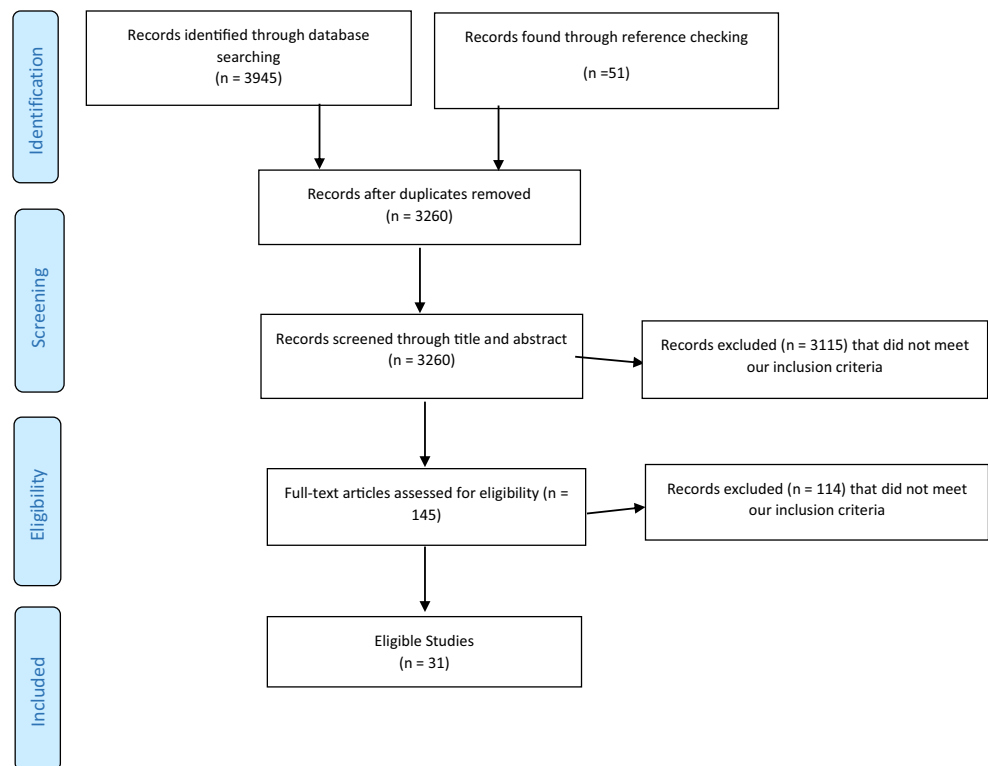 Identification
Records identified through database
searching
(n = 3945)
Records found through reference checking
(n =51)
Records after duplicates removed
(n = 3260)
Screening
Records screened through title and abstract
(n = 3260)
Records excluded (n = 3115) that did not meet
our inclusion criteria
Eligibility
Full-text articles assessed for eligibility (n =
145)
Records excluded (n = 114) that did not meet
our inclusion criteria
Included
Eligible Studies
(n = 31)